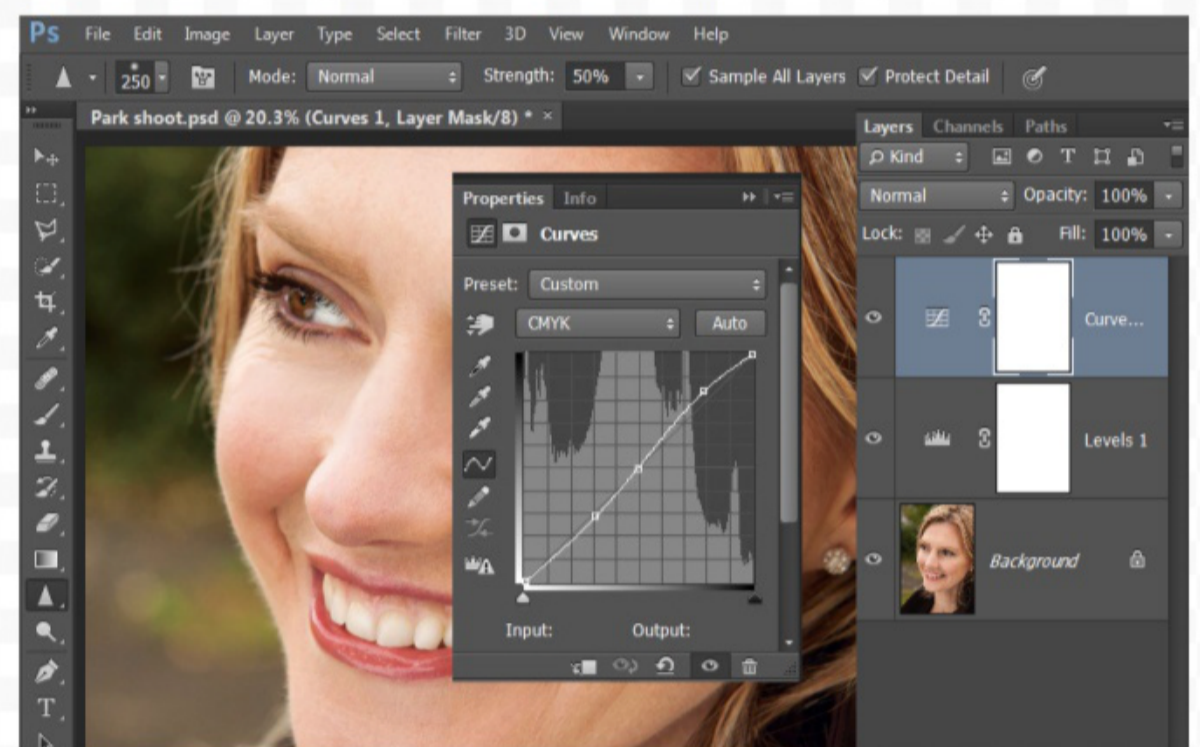 Ps File Edit Image Layer Type Select Filter 3D View Window Help
250 Mode: Normal Strength: 50% Sample All Layers Protect Detail
Park shoot.psd @ 20.3% (Curves 1, Layer Mask/8) * ×
Layers Channels Paths
Kind T
Normal Opacity: 100%
Lock: Fill: 100%
Curve...
Levels 1
Background
Properties Info
Curves
Preset: Custom
CMYK Auto
Input: Output:
T